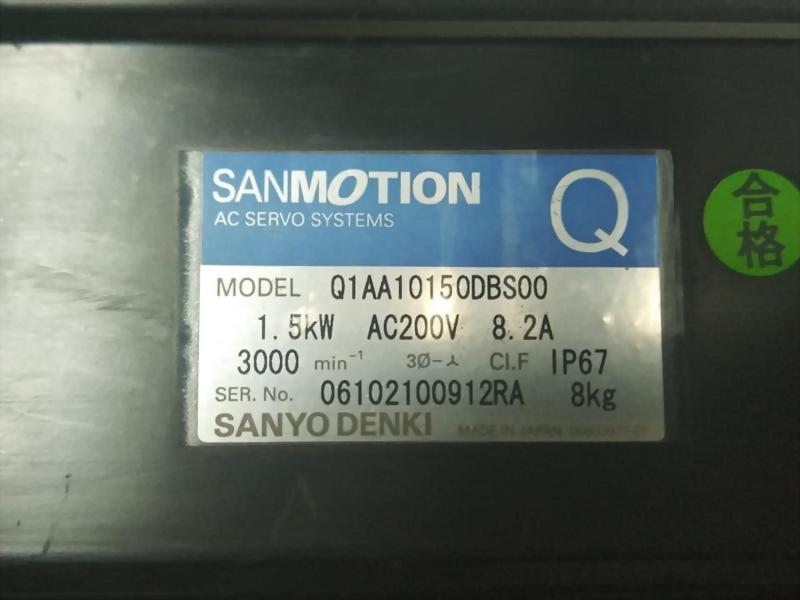 SANMOTION
AC SERVO SYSTEMS
Q
MODEL Q1AA10150DBS00
1.5kW AC200V 8.2A
3000 min⁻¹ 3Ø-⅄ CI.F IP67
SER. No. 06102100912RA 8kg
SANYO DENKI MADE IN JAPAN
合格